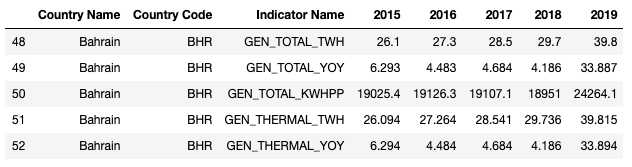 Country Name Country Code Indicator Name 2015 2016 2017 2018 2019
48 Bahrain BHR GEN_TOTAL_TWH 26.1 27.3 28.5 29.7 39.8
49 Bahrain BHR GEN_TOTAL_YOY 6.293 4.483 4.684 4.186 33.887
50 Bahrain BHR GEN_TOTAL_KWHPP 19025.4 19126.3 19107.1 18951 24264.1
51 Bahrain BHR GEN_THERMAL_TWH 26.094 27.264 28.541 29.736 39.815
52 Bahrain BHR GEN_THERMAL_YOY 6.294 4.484 4.684 4.186 33.894